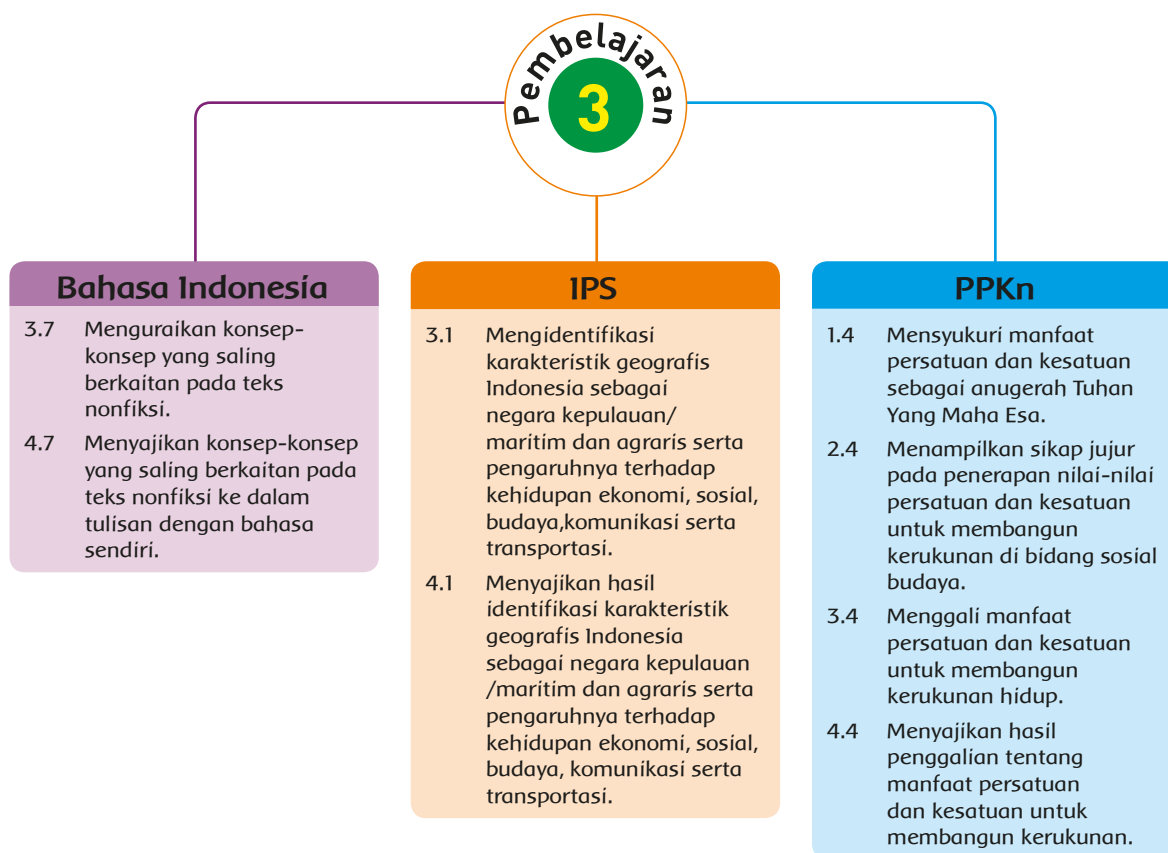 Pembelajaran
3
Bahasa Indonesia
3.7 Menguraikan konsep-
konsep yang saling
berkaitan pada teks
nonfiksi.
4.7 Menyajikan konsep-konsep
yang saling berkaitan pada
teks nonfiksi ke dalam
tulisan dengan bahasa
sendiri.
IPS
3.1 Mengidentifikasi
karakteristik geografis
Indonesia sebagai
negara kepulauan/
maritim dan agraris serta
pengaruhnya terhadap
kehidupan ekonomi, sosial,
budaya,komunikasi serta
transportasi.
4.1 Menyajikan hasil
identifikasi karakteristik
geografis Indonesia
sebagai negara kepulauan
/maritim dan agraris serta
pengaruhnya terhadap
kehidupan ekonomi, sosial,
budaya, komunikasi serta
transportasi.
PPKn
1.4 Mensyukuri manfaat
persatuan dan kesatuan
sebagai anugerah Tuhan
Yang Maha Esa.
2.4 Menampilkan sikap jujur
pada penerapan nilai-nilai
persatuan dan kesatuan
untuk membangun
kerukunan di bidang sosial
budaya.
3.4 Menggali manfaat
persatuan dan kesatuan
untuk membangun
kerukunan hidup.
4.4 Menyajikan hasil
penggalian tentang
manfaat persatuan
dan kesatuan untuk
membangun kerukunan.